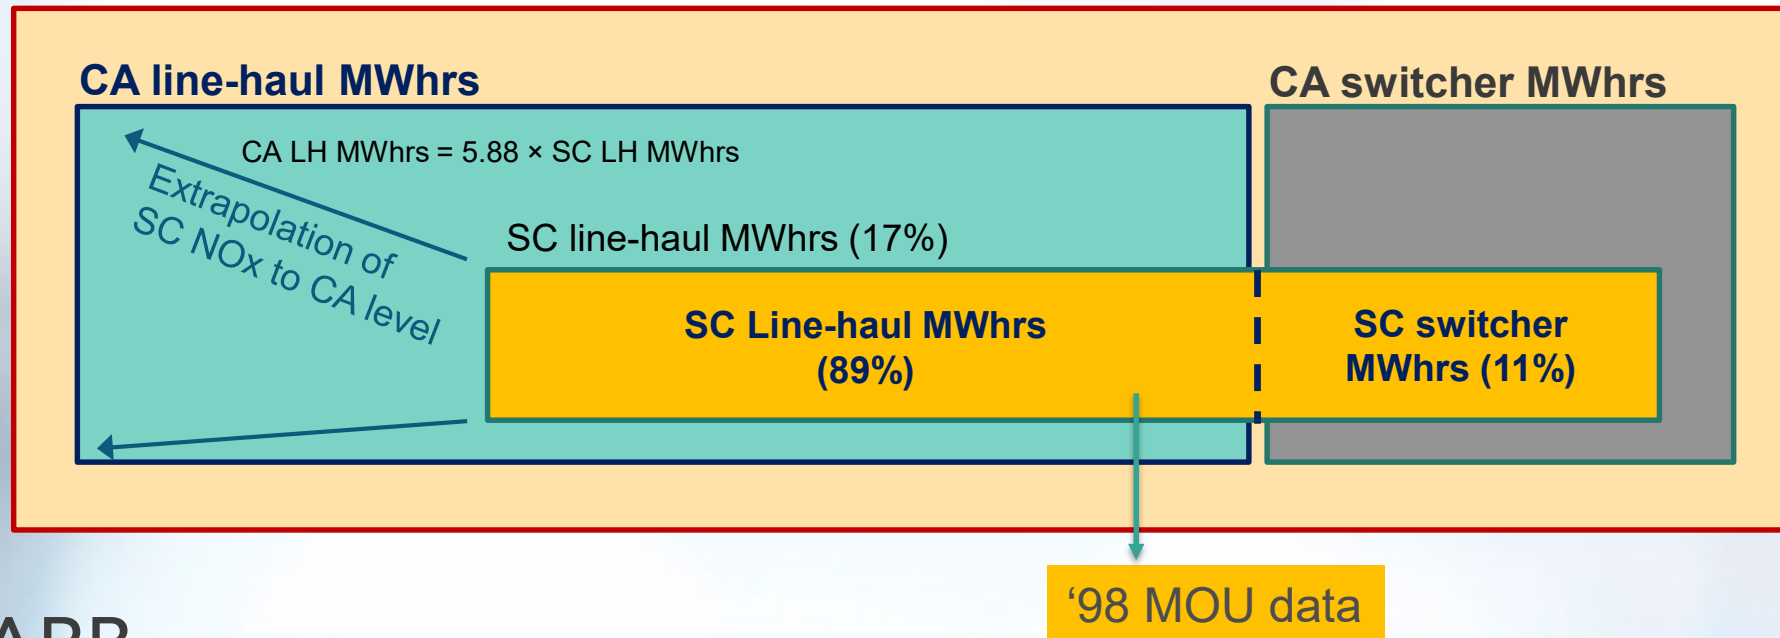 CA line-haul MWhrs
CA switcher MWhrs
CA LH MWhrs = 5.88 × SC LH MWhrs
Extrapolation of
SC NOx to CA level
SC line-haul MWhrs (17%)
SC Line-haul MWhrs
(89%)
SC switcher
MWhrs (11%)
‘98 MOU data